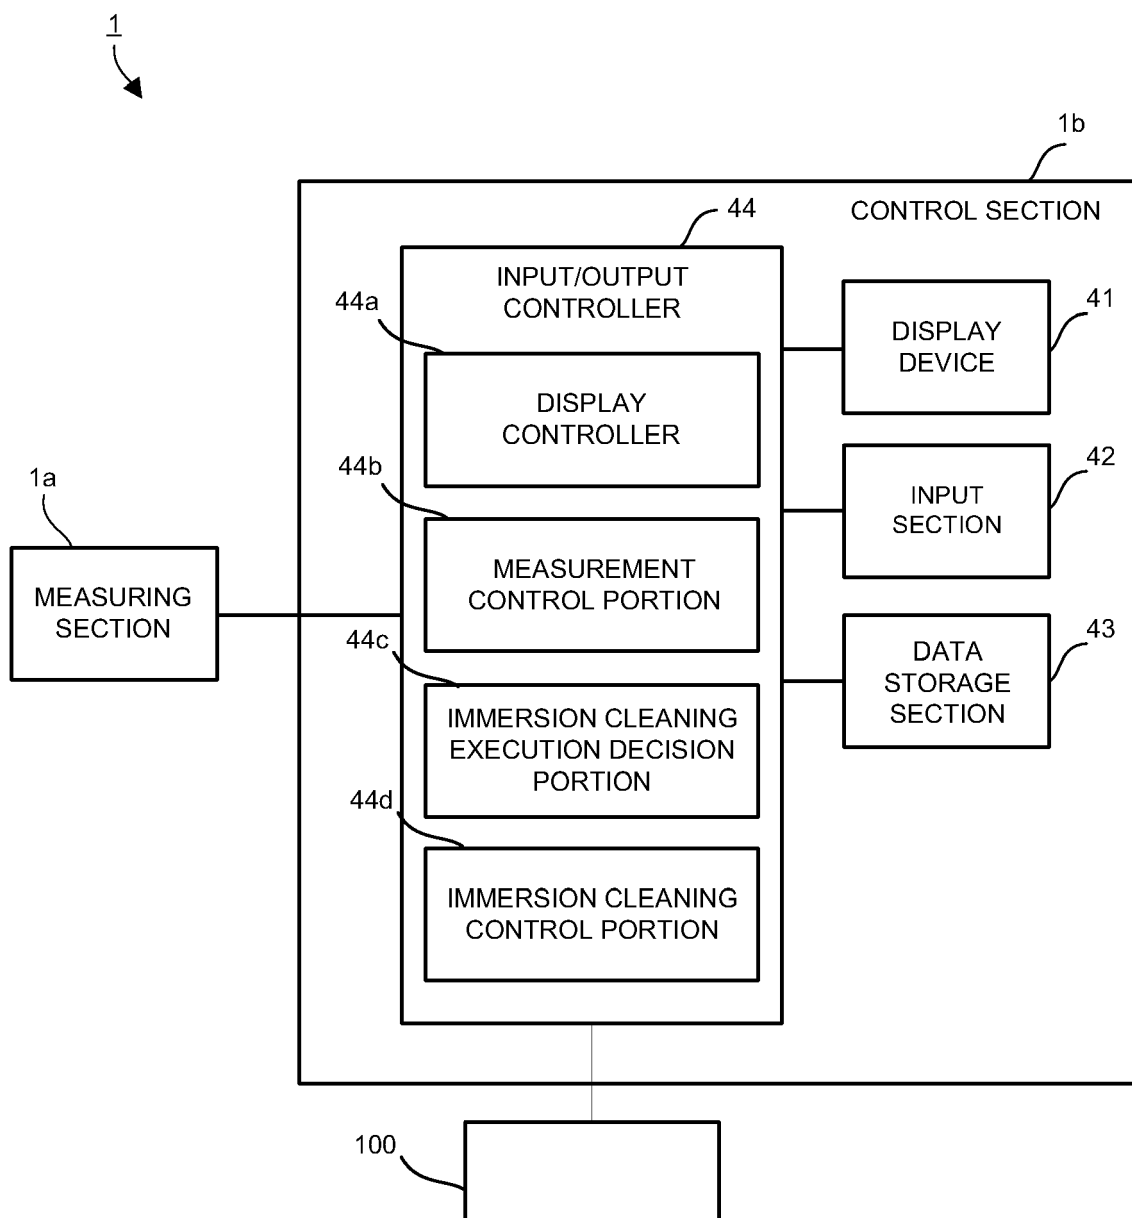 1
1b
CONTROL SECTION
44
INPUT/OUTPUT
CONTROLLER
41
DISPLAY
DEVICE
44a
DISPLAY
CONTROLLER
42
INPUT
SECTION
44b
MEASUREMENT
CONTROL PORTION
1a
MEASURING
SECTION
43
DATA
STORAGE
SECTION
44c
IMMERSION CLEANING
EXECUTION DECISION
PORTION
44d
IMMERSION CLEANING
CONTROL PORTION
100